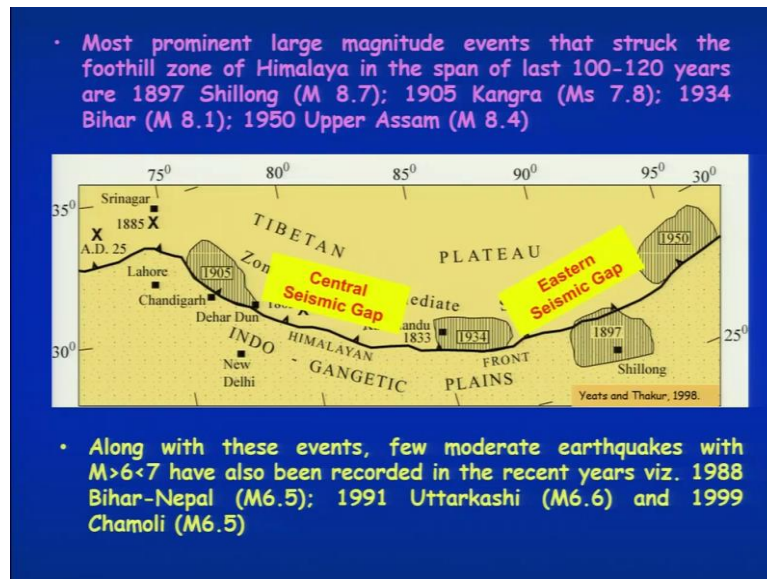 • Most prominent large magnitude events that struck the
foothill zone of Himalaya in the span of last 100-120 years
are 1897 Shillong (M 8.7); 1905 Kangra (Ms 7.8); 1934
Bihar (M 8.1); 1950 Upper Assam (M 8.4)
75⁰ 80⁰ 85⁰ 90⁰ 95⁰ 30⁰
35⁰
Srinagar
1885 X
X
A.D. 25
TIBETAN PLATEAU
1950
Lahore
1905
Zon
Central
Seismic Gap
ediate
Eastern
Seismic Gap
Chandigarh
Dehar Dun
andu
1833
1934
1897
25⁰
30⁰
INDO - GANGETIC PLAINS
HIMALAYAN FRONT
New
Delhi
Shillong
Yeats and Thakur, 1998.
• Along with these events, few moderate earthquakes with
M>6<7 have also been recorded in the recent years viz. 1988
Bihar-Nepal (M6.5); 1991 Uttarkashi (M6.6) and 1999
Chamoli (M6.5)